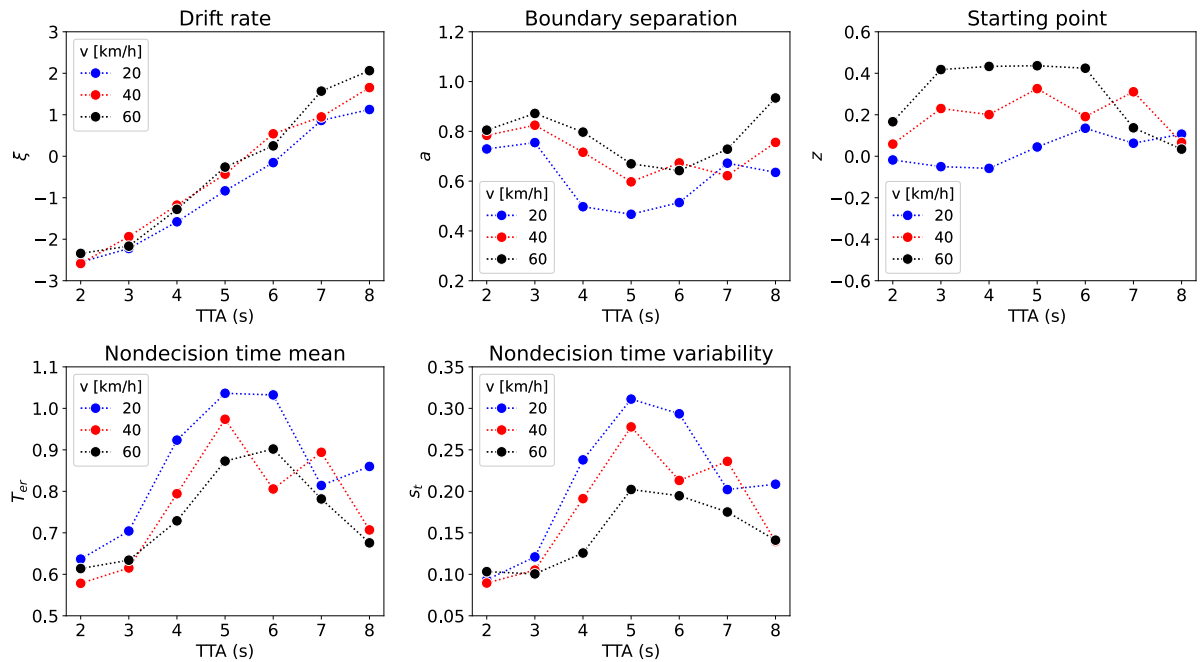 Drift rate
3
2
1
0
−1
−2
−3
ξ
v [km/h]
20
40
60
2 3 4 5 6 7 8
TTA (s)
Boundary separation
1.2
1.0
0.8
0.6
0.4
0.2
a
v [km/h]
20
40
60
2 3 4 5 6 7 8
TTA (s)
Starting point
0.6
0.4
0.2
0.0
−0.2
−0.4
−0.6
z
v [km/h]
20
40
60
2 3 4 5 6 7 8
TTA (s)
Nondecision time mean
1.1
1.0
0.9
0.8
0.7
0.6
0.5
T_er
v [km/h]
20
40
60
2 3 4 5 6 7 8
TTA (s)
Nondecision time variability
0.35
0.30
0.25
0.20
0.15
0.10
0.05
s_t
v [km/h]
20
40
60
2 3 4 5 6 7 8
TTA (s)